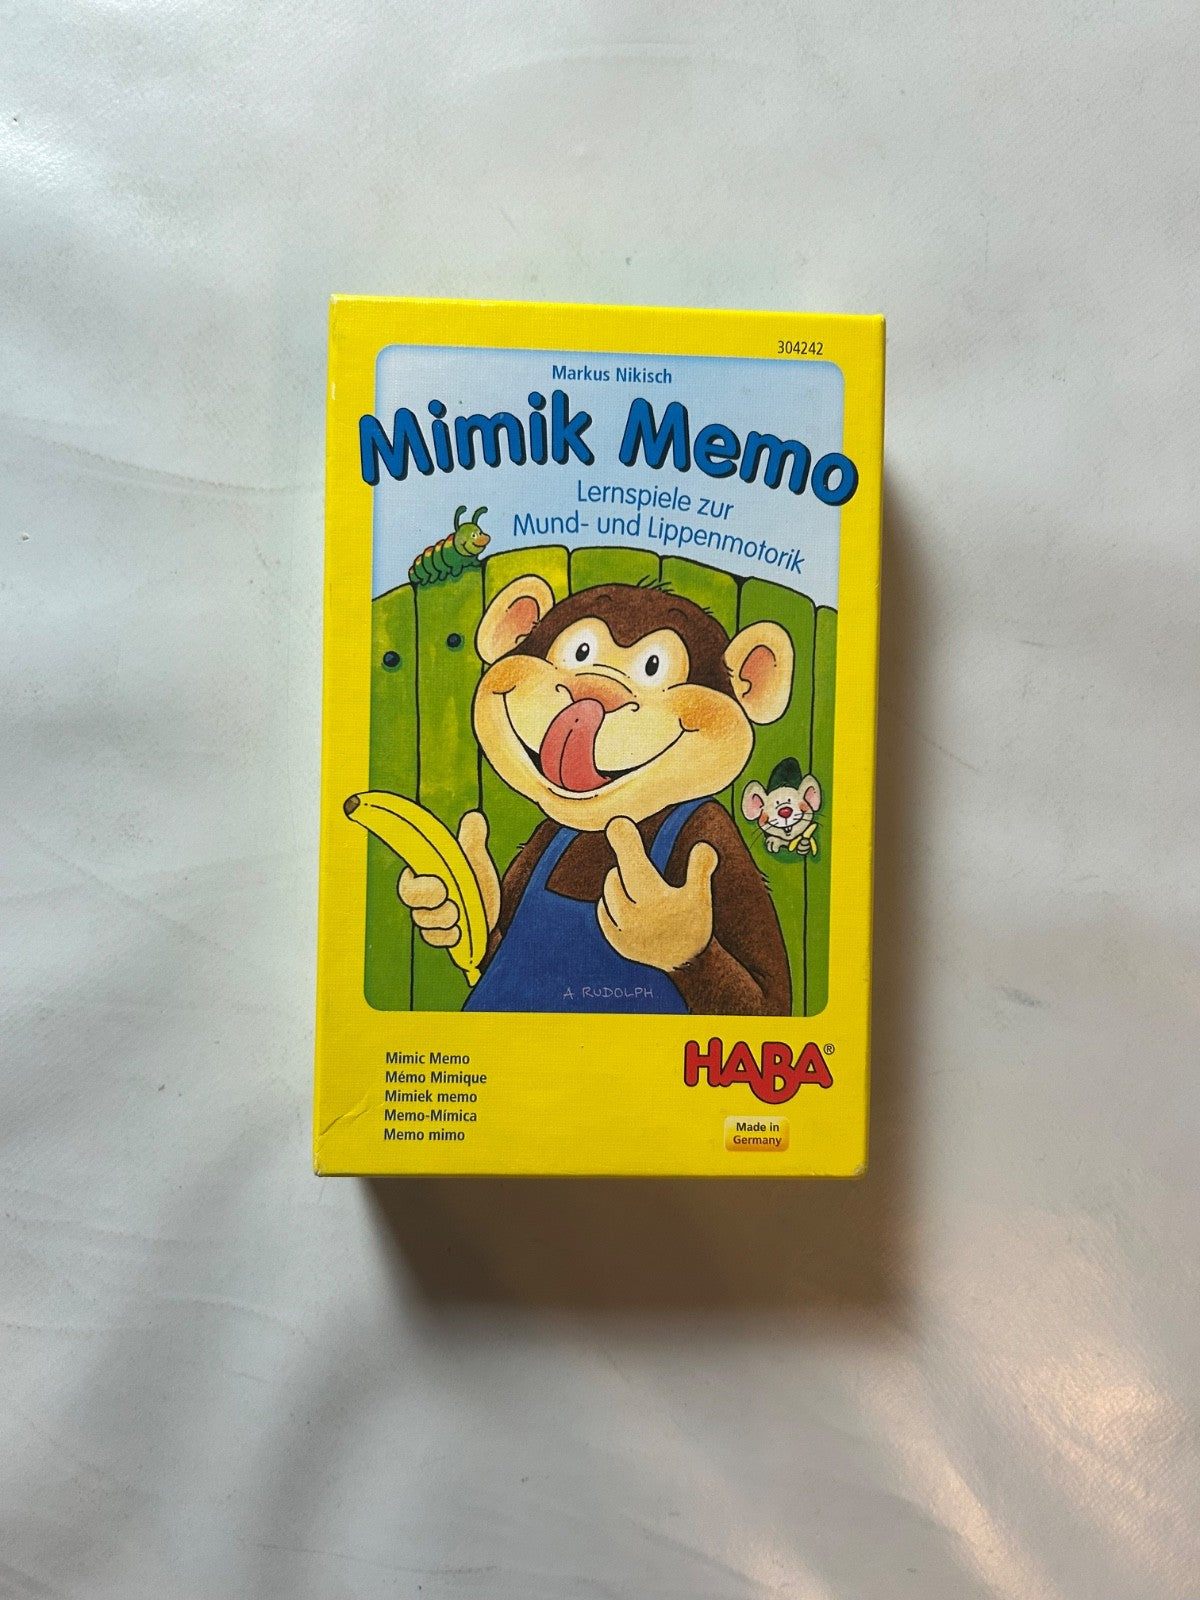 304242
Markus Nikisch
Mimik Memo
Lernspiele zur
Mund- und Lippenmotorik
A RUDOLPH
Mimic Memo
Mémo Mimique
Mimiek memo
Memo-Mímica
Memo mimo
HABA®
Made in
Germany